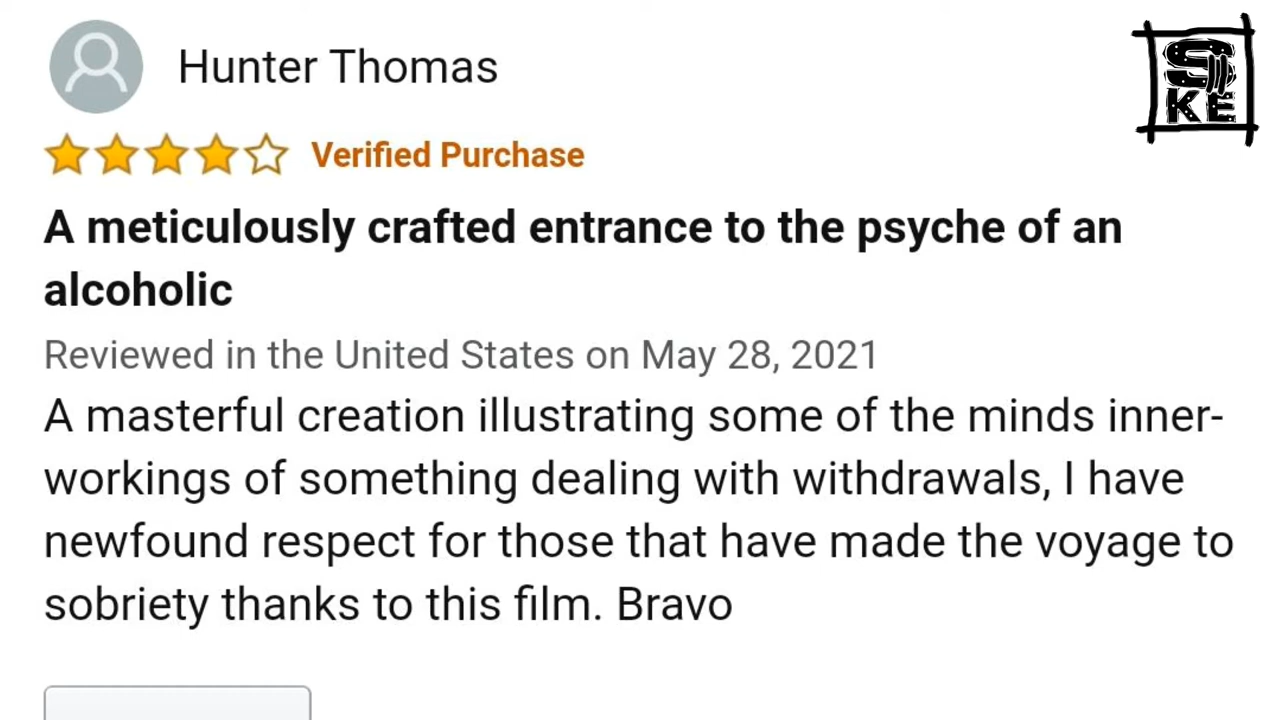 Hunter Thomas
SIKE
Verified Purchase
A meticulously crafted entrance to the psyche of an
alcoholic
Reviewed in the United States on May 28, 2021
A masterful creation illustrating some of the minds inner-
workings of something dealing with withdrawals, I have
newfound respect for those that have made the voyage to
sobriety thanks to this film. Bravo